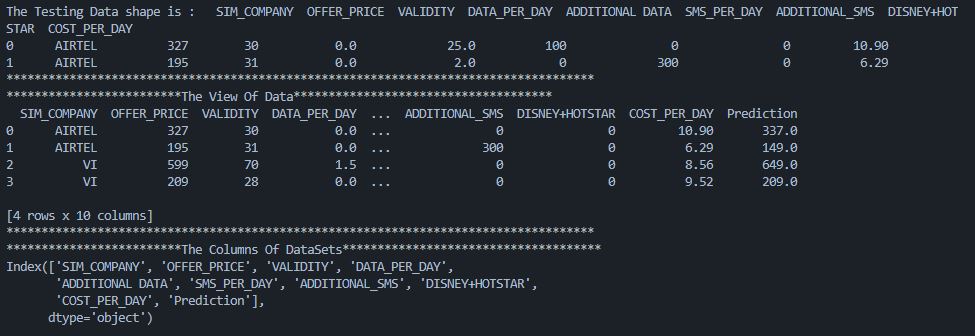 The Testing Data shape is :   SIM_COMPANY  OFFER_PRICE  VALIDITY  DATA_PER_DAY  ADDITIONAL DATA  SMS_PER_DAY  ADDITIONAL_SMS  DISNEY+HOT
STAR  COST_PER_DAY
0      AIRTEL          327        30           0.0             25.0          100               0               0         10.90
1      AIRTEL          195        31           0.0              2.0            0             300               0          6.29
************************************************************************************
*************************The View Of Data*************************************
  SIM_COMPANY  OFFER_PRICE  VALIDITY  DATA_PER_DAY  ...  ADDITIONAL_SMS  DISNEY+HOTSTAR  COST_PER_DAY  Prediction
0      AIRTEL          327        30           0.0  ...               0               0         10.90       337.0
1      AIRTEL          195        31           0.0  ...             300               0          6.29       149.0
2          VI          599        70           1.5  ...               0               0          8.56       649.0
3          VI          209        28           0.0  ...               0               0          9.52       209.0
[4 rows x 10 columns]
************************************************************************************
*************************The Columns Of DataSets*************************************
Index(['SIM_COMPANY', 'OFFER_PRICE', 'VALIDITY', 'DATA_PER_DAY',
       'ADDITIONAL DATA', 'SMS_PER_DAY', 'ADDITIONAL_SMS', 'DISNEY+HOTSTAR',
       'COST_PER_DAY', 'Prediction'],
      dtype='object')